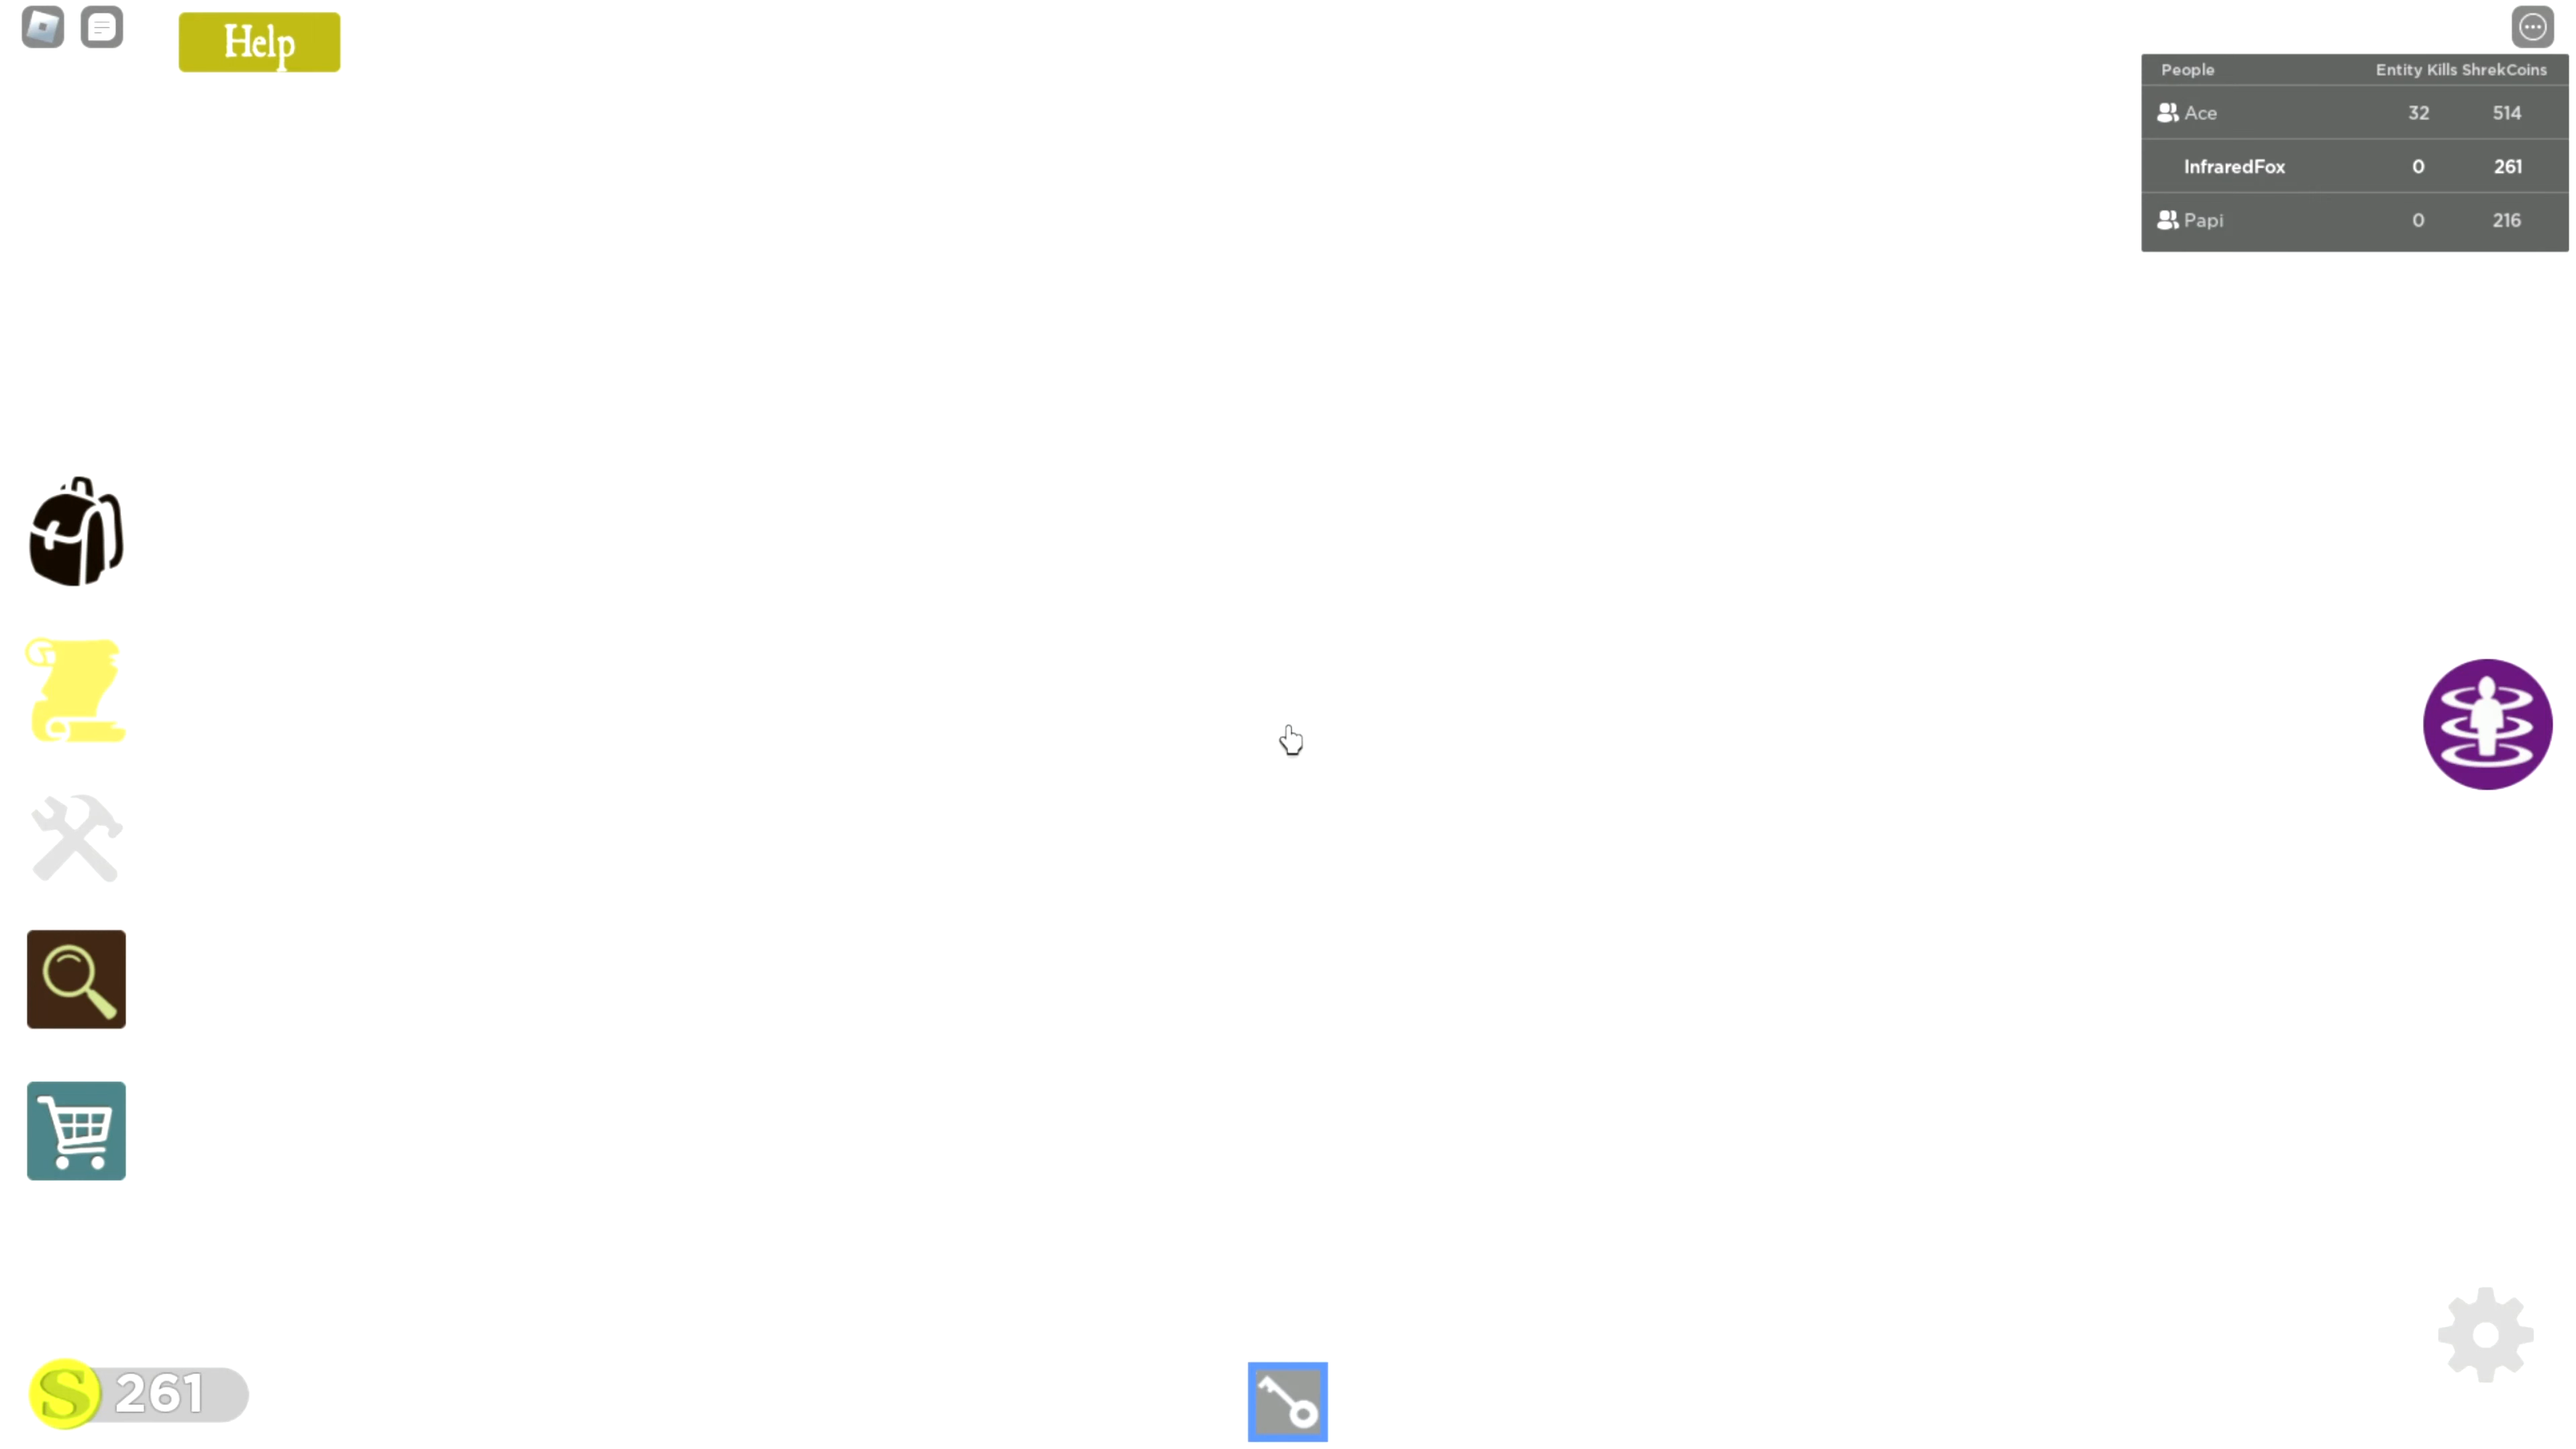 Help
People Entity Kills ShrekCoins
Ace 32 514
InfraredFox 0 261
Papi 0 216
S 261